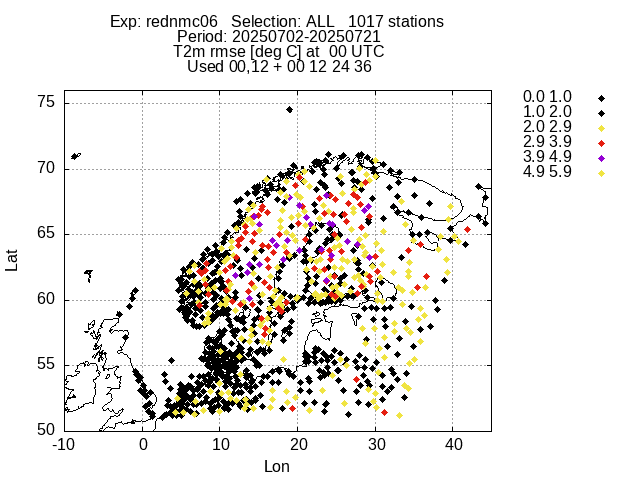 Exp: rednmc06 Selection: ALL 1017 stations
Period: 20250702-20250721
T2m rmse [deg C] at 00 UTC
Used 00,12 + 00 12 24 36
0.0 1.0
1.0 2.0
2.0 2.9
2.9 3.9
3.9 4.9
4.9 5.9
75
70
65
60
55
50
Lat
-10 0 10 20 30 40
Lon